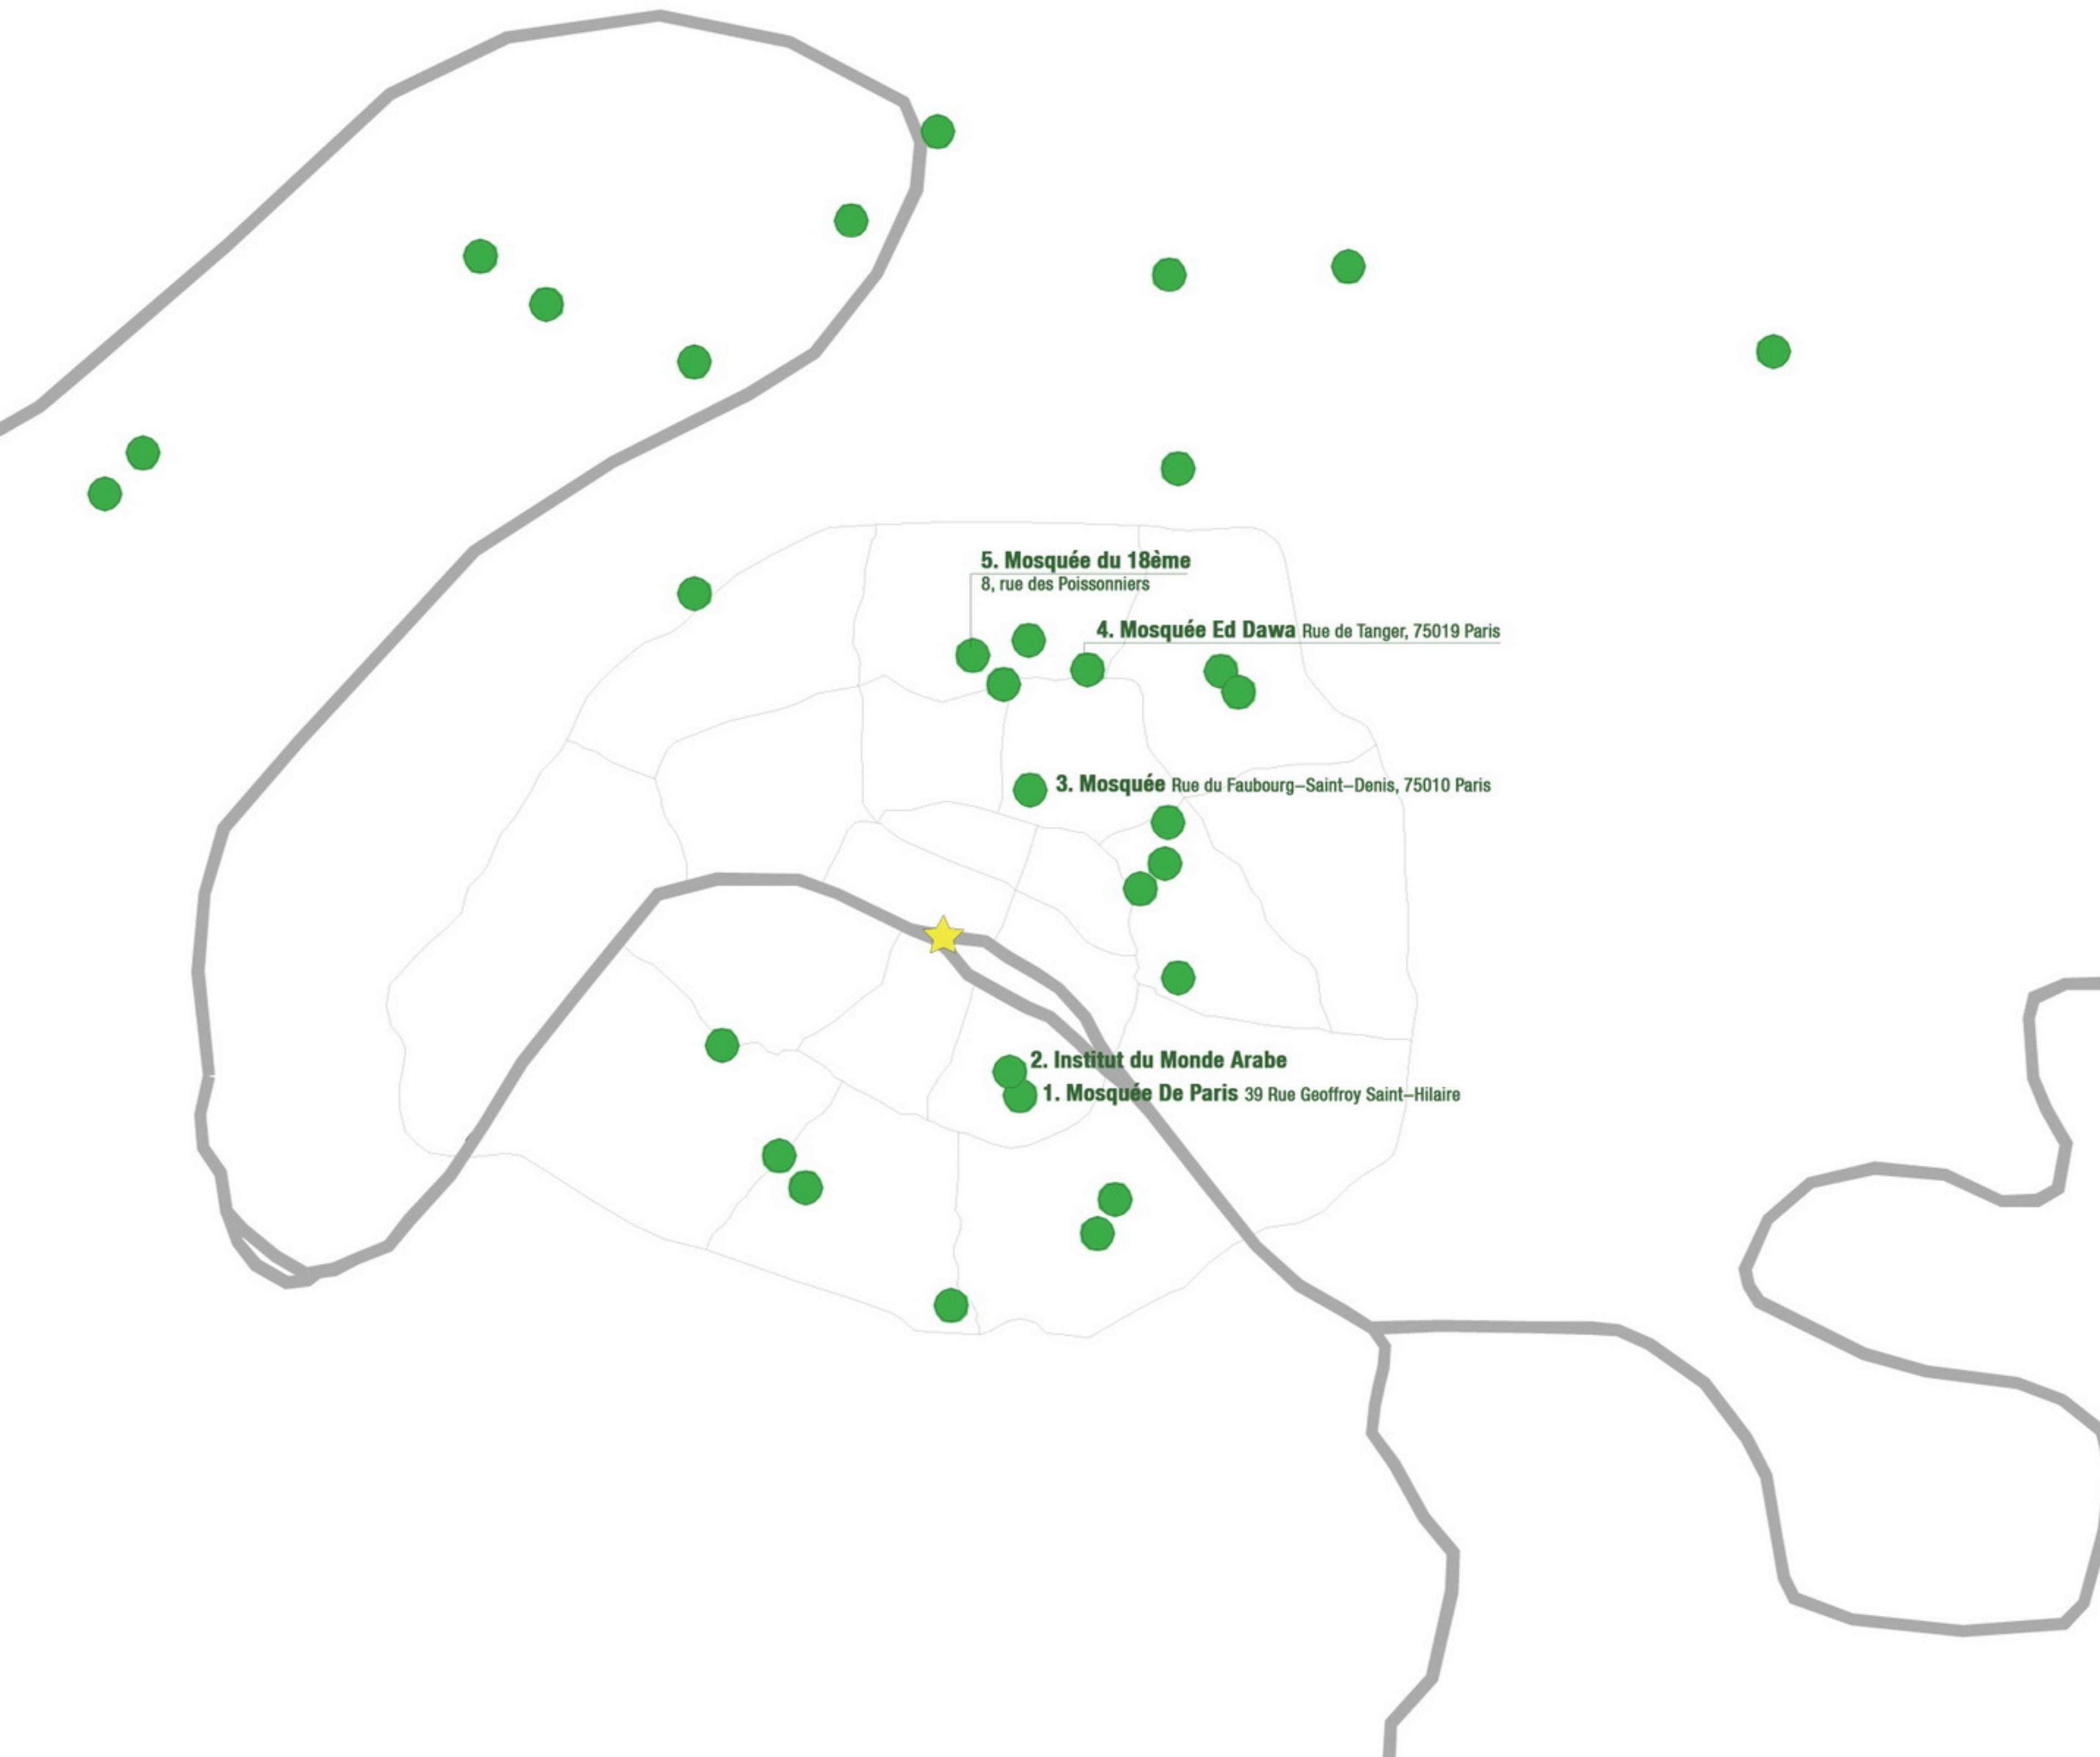 5. Mosquée du 18ème
8, rue des Poissonniers
4. Mosquée Ed Dawa Rue de Tanger, 75019 Paris
3. Mosquée Rue du Faubourg–Saint–Denis, 75010 Paris
2. Institut du Monde Arabe
1. Mosquée De Paris 39 Rue Geoffroy Saint–Hilaire